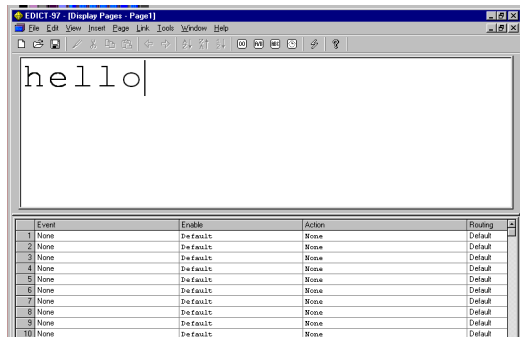 EDICT-97 - [Display Pages - Page1]
File Edit View Insert Page Link Tools Window Help
hello
Event Enable Action Routing
1 None Default None Default
2 None Default None Default
3 None Default None Default
4 None Default None Default
5 None Default None Default
6 None Default None Default
7 None Default None Default
8 None Default None Default
9 None Default None Default
10 None Default None Default